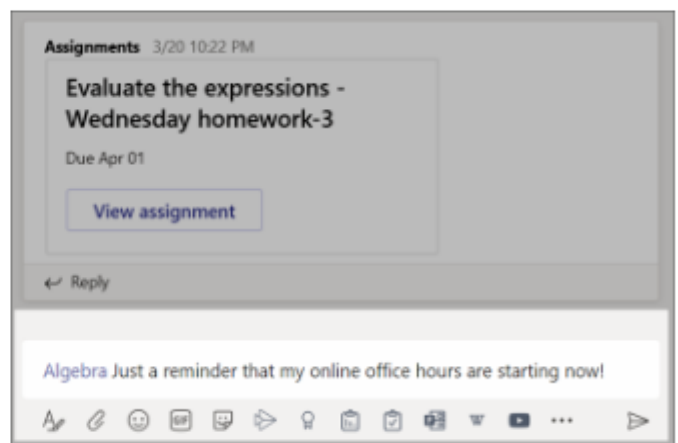 Assignments 3/20 10:22 PM
Evaluate the expressions -
Wednesday homework-3
Due Apr 01
View assignment
Reply
Algebra Just a reminder that my online office hours are starting now!
GIF